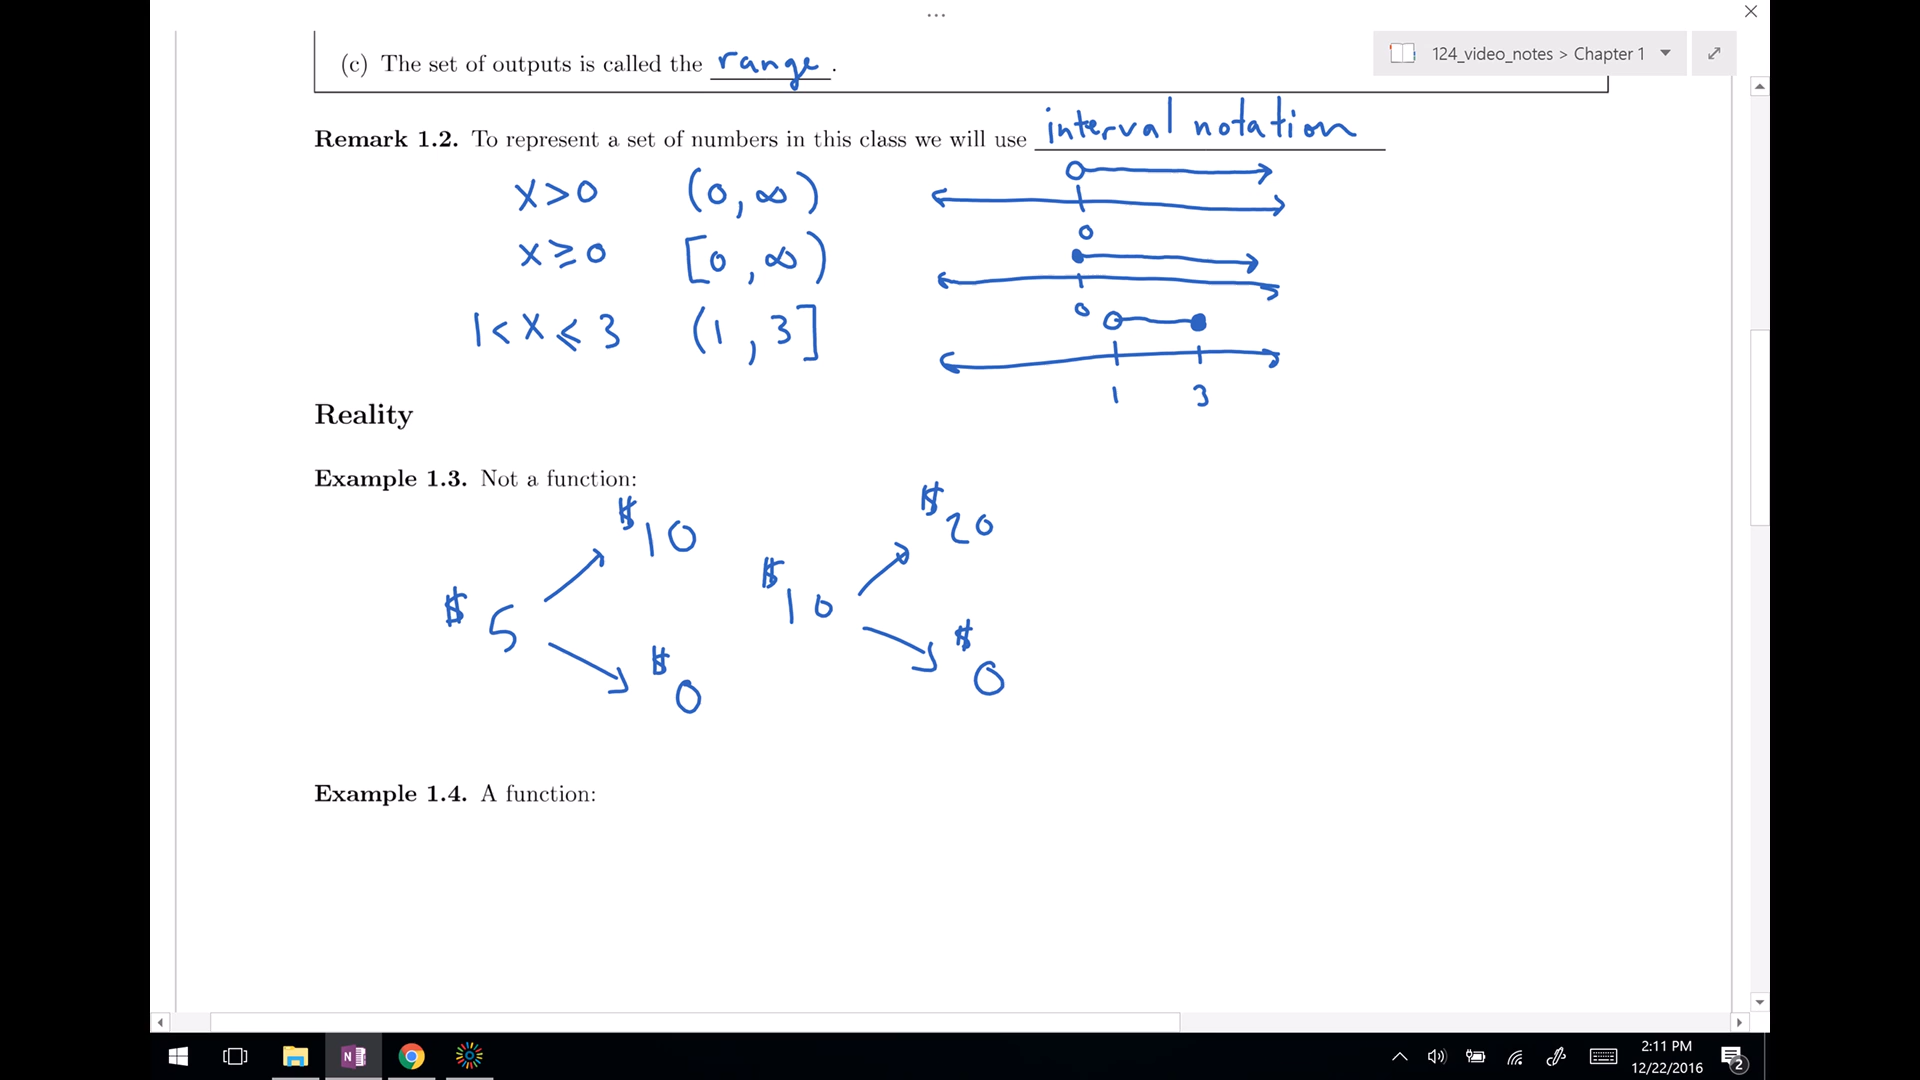 ...
124_video_notes > Chapter 1
(c) The set of outputs is called the range.
Remark 1.2. To represent a set of numbers in this class we will use interval notation
x>0 (0, ∞)
0
x≥0 [0, ∞)
0
1<x≤3 (1, 3]
1 3
Reality
Example 1.3. Not a function:
$10 $20
$5 $10
$0 $0
Example 1.4. A function:
2:11 PM
12/22/2016
2